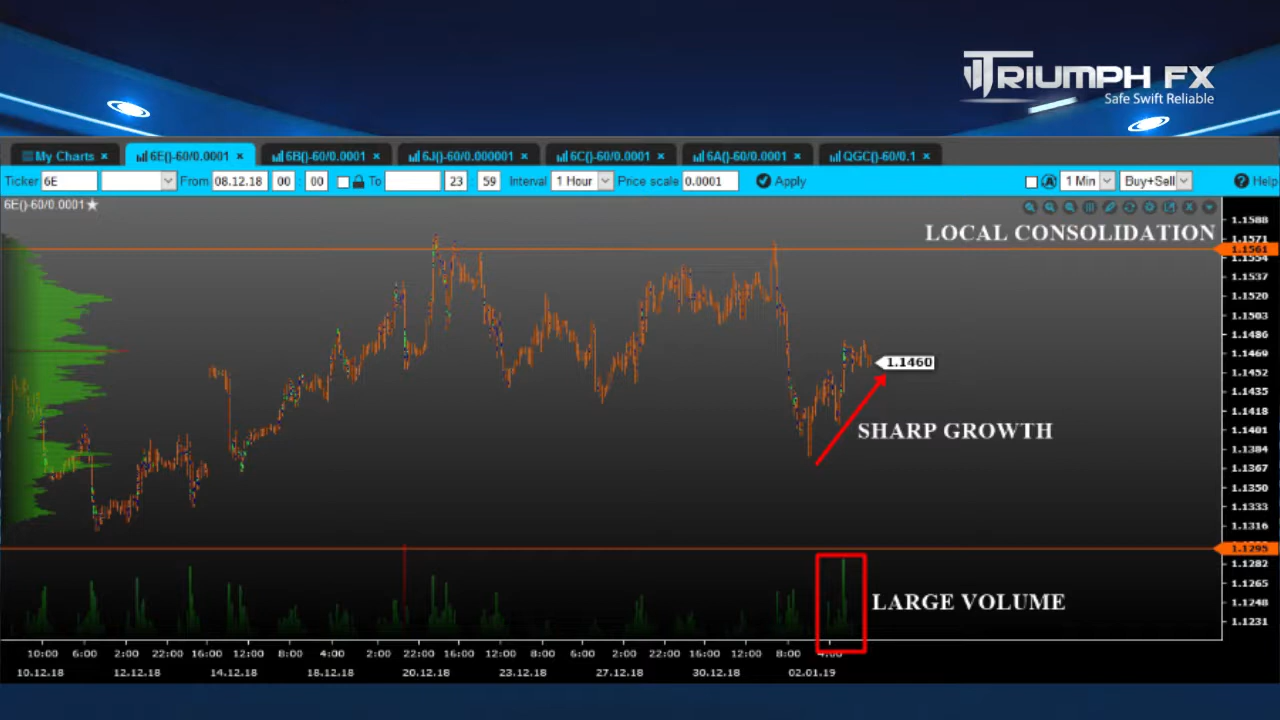 TRIUMPH FX
Safe Swift Reliable
My Charts × 6E()-60/0.0001 × 6B()-60/0.0001 × 6J()-60/0.000001 × 6C()-60/0.0001 × 6A()-60/0.0001 × QGC()-60/0.1 ×
Ticker 6E From 08.12.18 00 : 00 To 23 : 59 Interval 1 Hour Price scale 0.0001 Apply A 1 Min Buy+Sell ? Help
6E()-60/0.0001★
1.1588
LOCAL CONSOLIDATION
1.1571
1.1561
1.1554
1.1537
1.1520
1.1503
1.1486
1.1469
1.1460
1.1452
1.1435
1.1418
SHARP GROWTH
1.1401
1.1384
1.1367
1.1350
1.1333
1.1316
1.1295
1.1282
1.1265
LARGE VOLUME
1.1248
1.1231
10:00 6:00 2:00 22:00 16:00 12:00 8:00 4:00 2:00 22:00 16:00 12:00 8:00 6:00 2:00 22:00 16:00 12:00 8:00 4:00
10.12.18 12.12.18 14.12.18 18.12.18 20.12.18 23.12.18 27.12.18 30.12.18 02.01.19